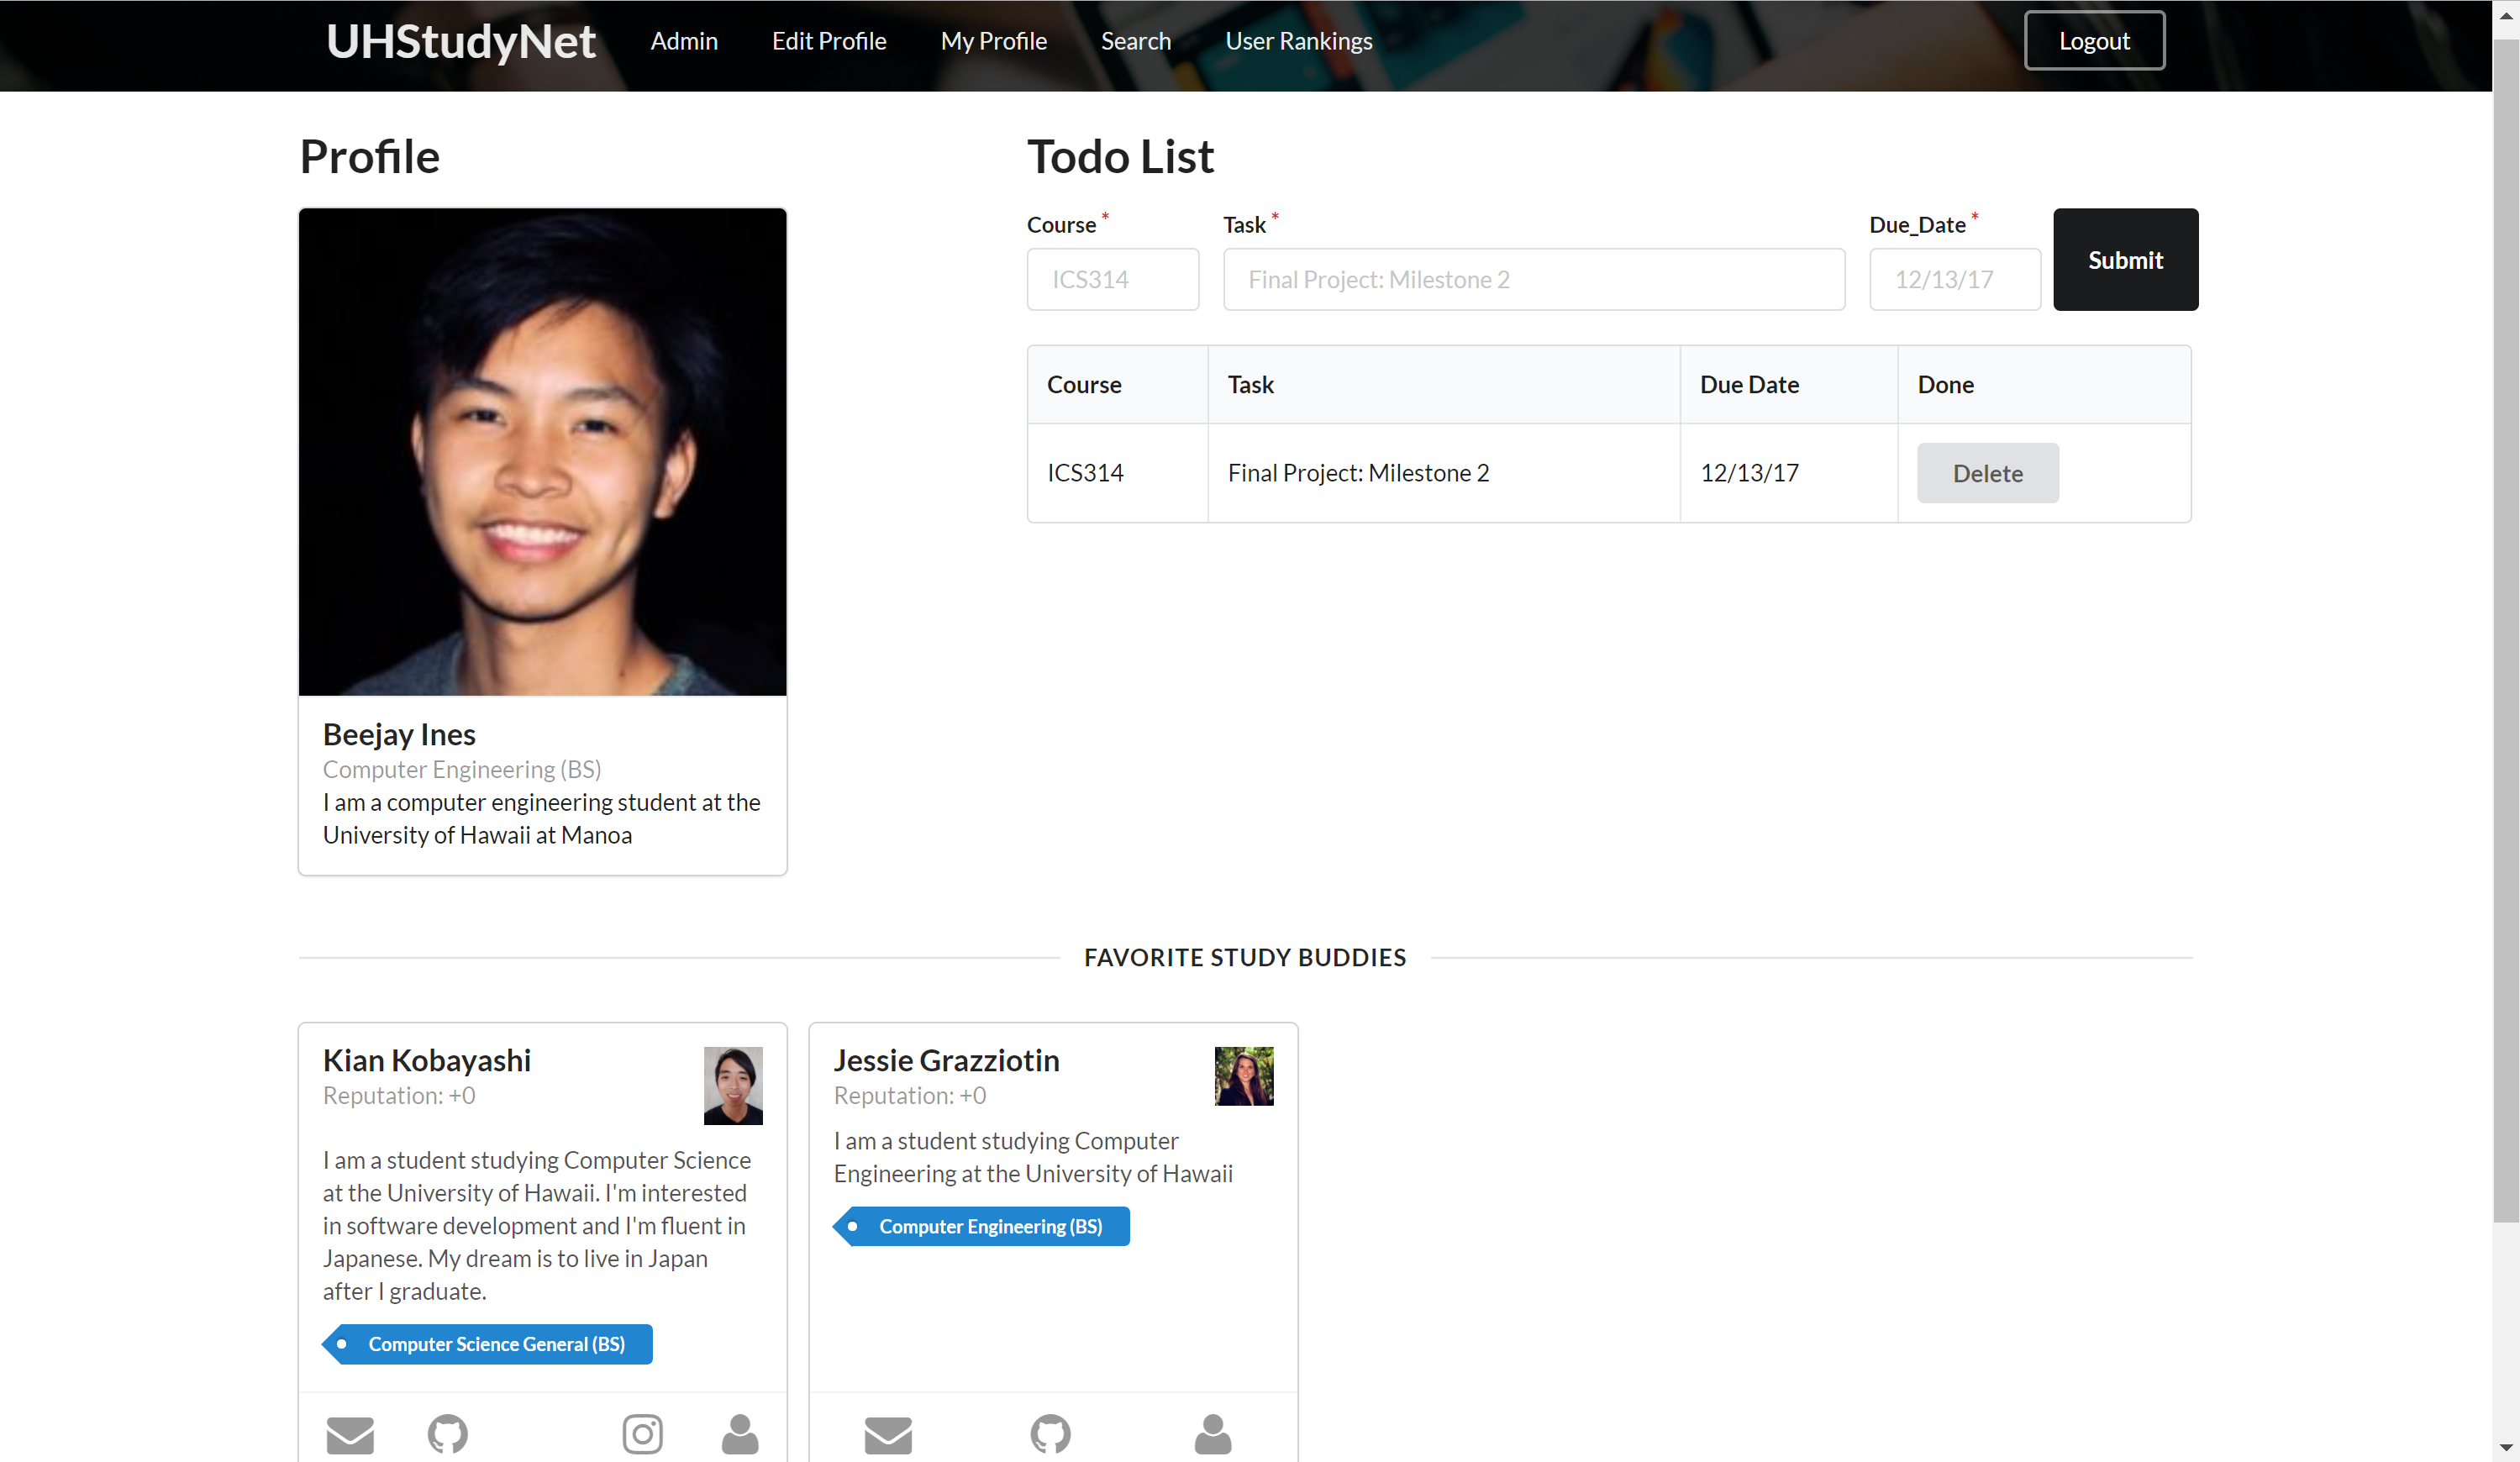 UHStudyNet Admin Edit Profile My Profile Search User Rankings Logout
Profile
Beejay Ines
Computer Engineering (BS)
I am a computer engineering student at the
University of Hawaii at Manoa
Todo List
Course * Task * Due_Date *
ICS314 Final Project: Milestone 2 12/13/17 Submit
Course Task Due Date Done
ICS314 Final Project: Milestone 2 12/13/17 Delete
FAVORITE STUDY BUDDIES
Kian Kobayashi
Reputation: +0
I am a student studying Computer Science
at the University of Hawaii. I'm interested
in software development and I'm fluent in
Japanese. My dream is to live in Japan
after I graduate.
Computer Science General (BS)
Jessie Grazziotin
Reputation: +0
I am a student studying Computer
Engineering at the University of Hawaii
Computer Engineering (BS)